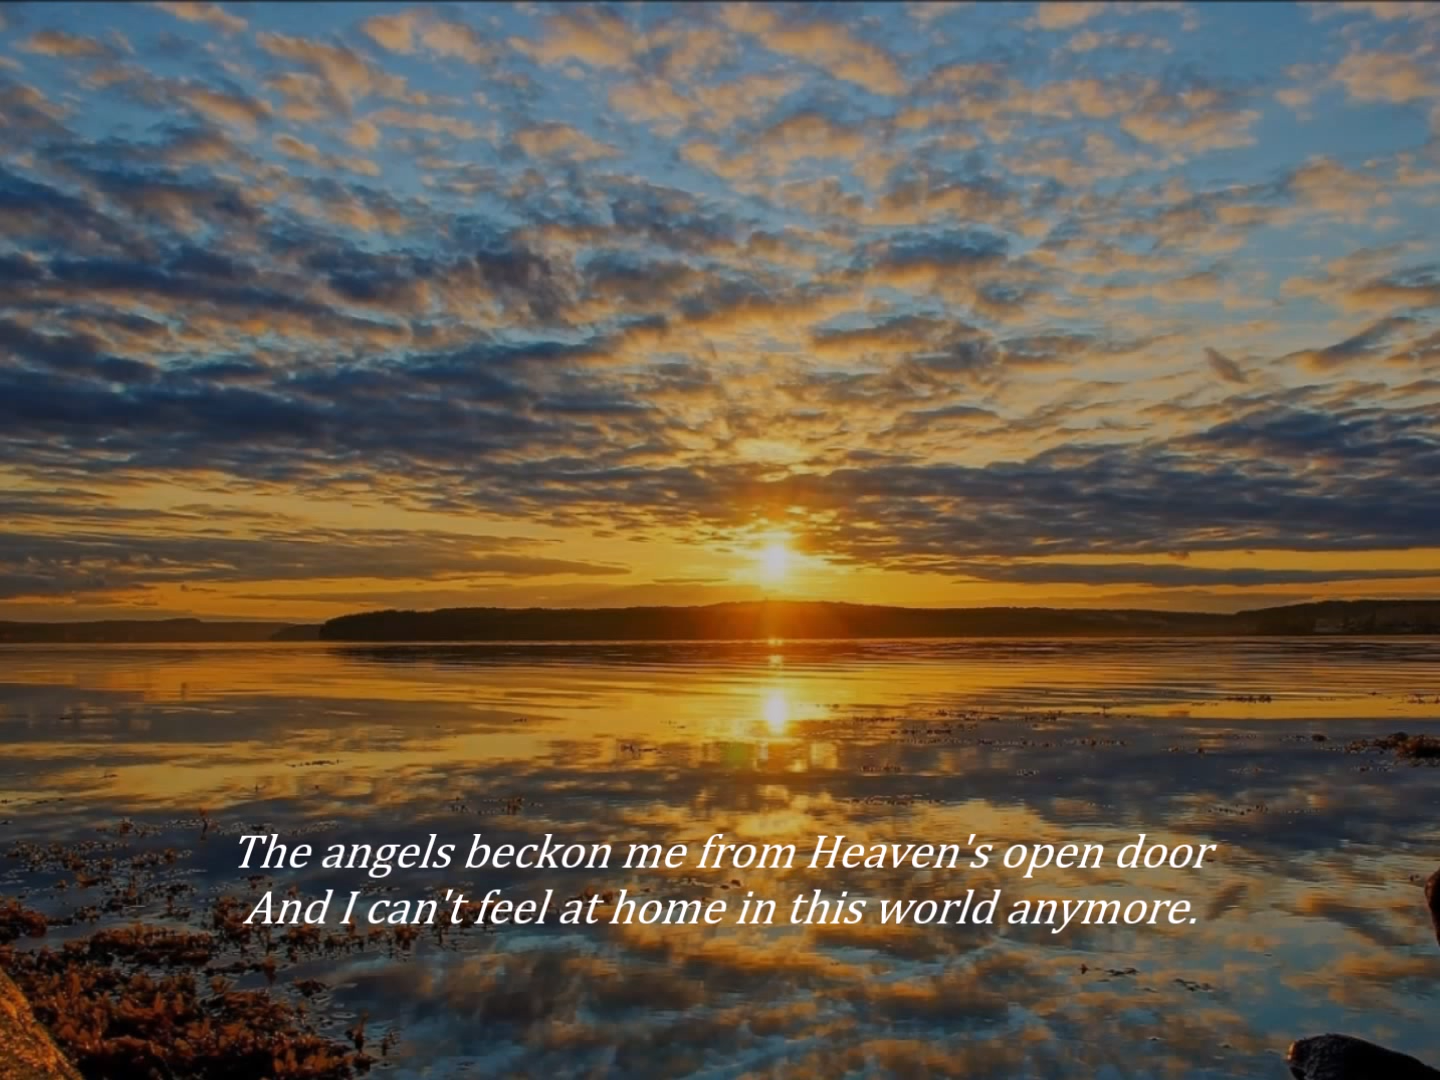 The angels beckon me from Heaven's open door
And I can't feel at home in this world anymore.